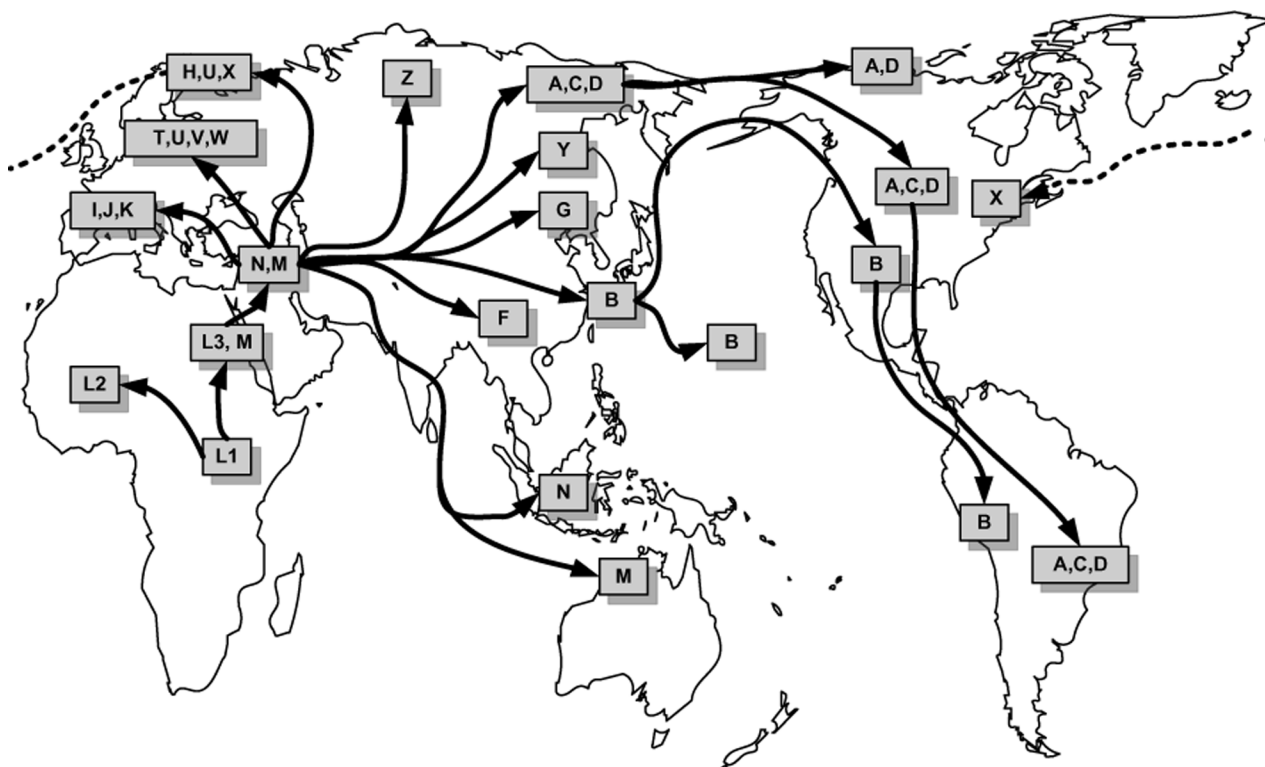 H,U,X
Z
A,C,D
A,D
T,U,V,W
Y
A,C,D
X
I,J,K
G
N,M
B
B
F
L3, M
B
L2
L1
N
B
M
A,C,D